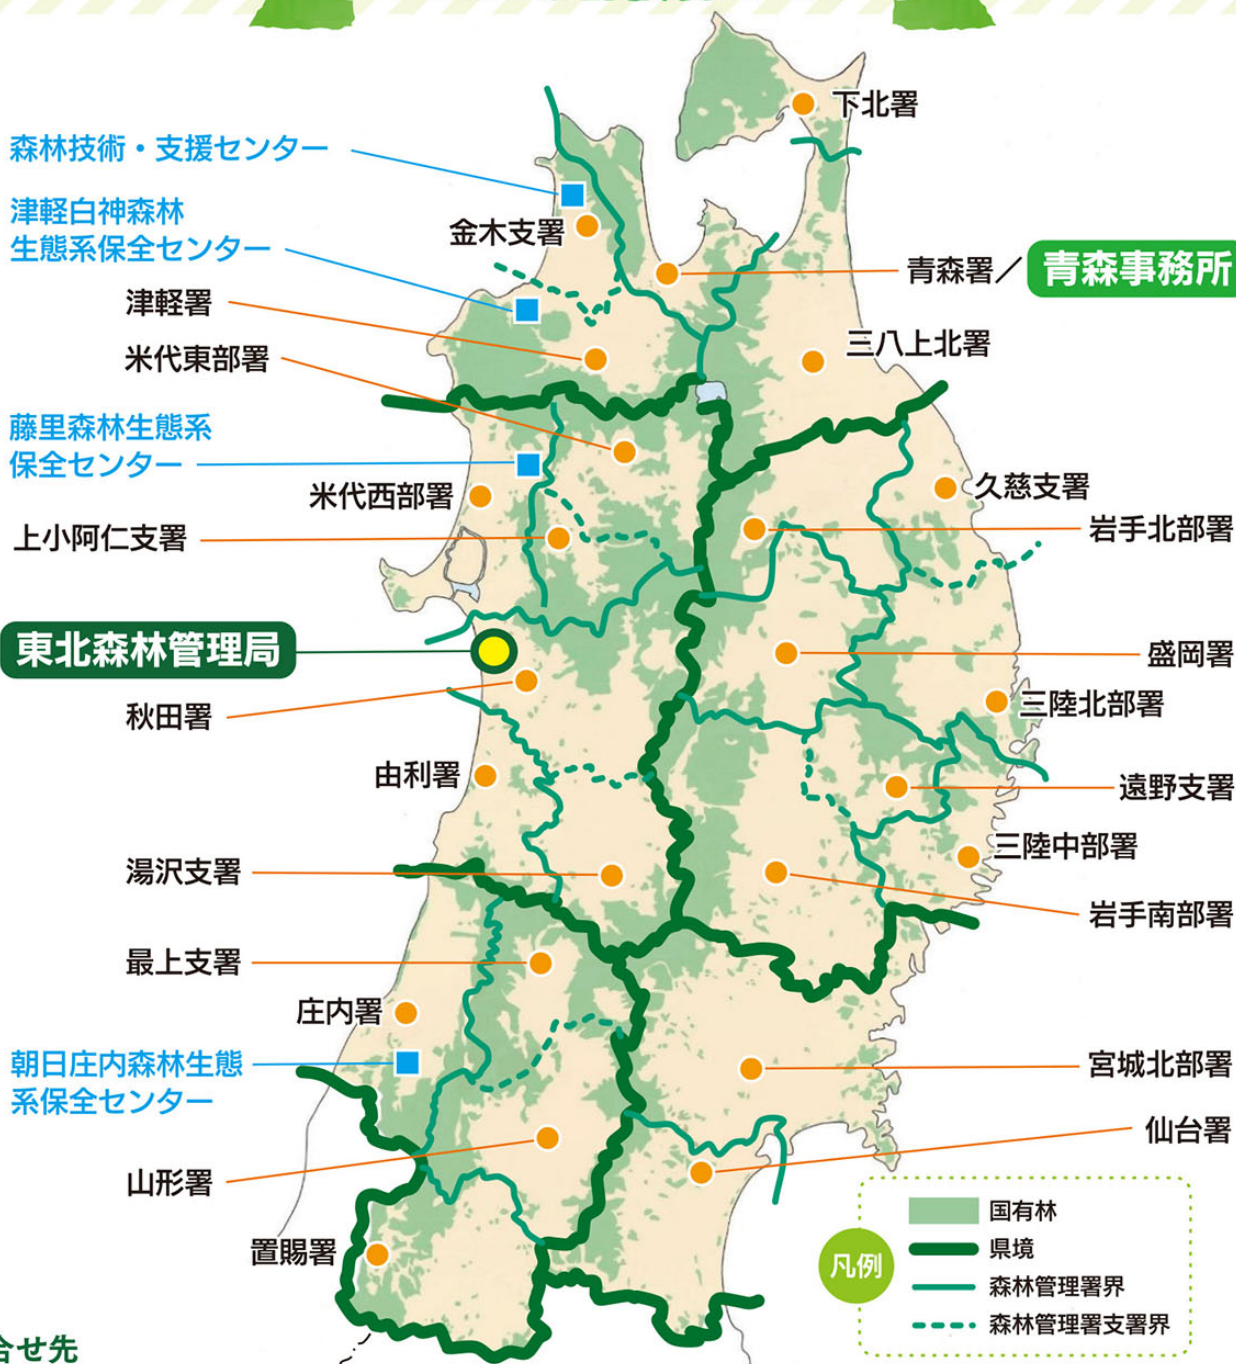 下北署
森林技術・支援センター
津軽白神森林
生態系保全センター
金木支署
青森署／
青森事務所
津軽署
三八上北署
米代東部署
藤里森林生態系
保全センター
久慈支署
米代西部署
岩手北部署
上小阿仁支署
東北森林管理局
盛岡署
三陸北部署
秋田署
由利署
遠野支署
三陸中部署
湯沢支署
岩手南部署
最上支署
庄内署
朝日庄内森林生態
系保全センター
宮城北部署
仙台署
山形署
置賜署
凡例
国有林
県境
森林管理署界
森林管理署支署界
合せ先